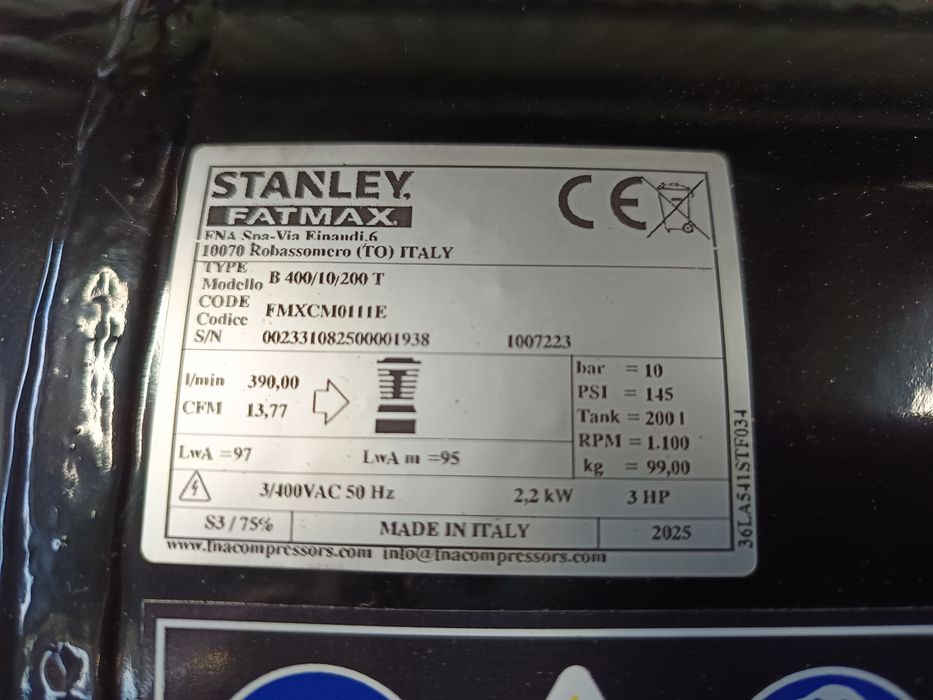 STANLEY
FATMAX
CE
FNA Spa-Via Einaudi,6
10070 Robassomero (TO) ITALY
TYPE
Modello B 400/10/200 T
CODE
Codice FMXCM0111E
S/N 002331082500001938 1007223
l/min 390,00
CFM 13,77
bar = 10
PSI = 145
Tank = 200 l
RPM = 1.100
kg = 99,00
LwA =97 LwA m =95
3/400VAC 50 Hz 2,2 kW 3 HP
S3 / 75% MADE IN ITALY 2025
www.fnacompressors.com info@fnacompressors.com
36LA541STF034